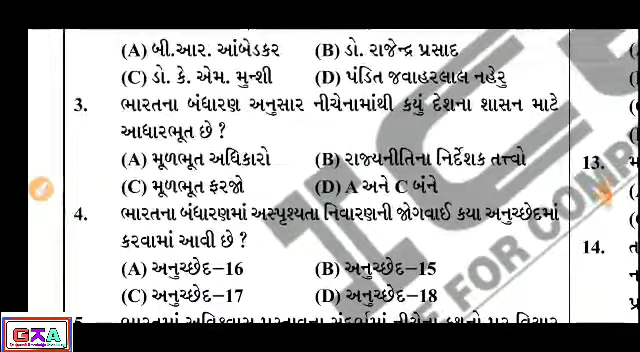 (A) બી.આર. આંબેડકર (B) ડો. રાજેન્દ્ર પ્રસાદ
(C) ડો. કે. એમ. મુન્શી (D) પંડિત જવાહરલાલ નહેરુ
3. ભારતના બંધારણ અનુસાર નીચેનામાંથી કયું દેશના શાસન માટે
આધારભૂત છે ?
(A) મૂળભૂત અધિકારો (B) રાજ્યનીતિના નિર્દેશક તત્ત્વો
(C) મૂળભૂત ફરજો (D) A અને C બંને
4. ભારતના બંધારણમાં અસ્પૃશ્યતા નિવારણની જોગવાઈ કયા અનુચ્છેદમાં
કરવામાં આવી છે ?
(A) અનુચ્છેદ–16 (B) અનુચ્છેદ–15
(C) અનુચ્છેદ–17 (D) અનુચ્છેદ–18
13.
14.
ICE
FOR COMP
GKA